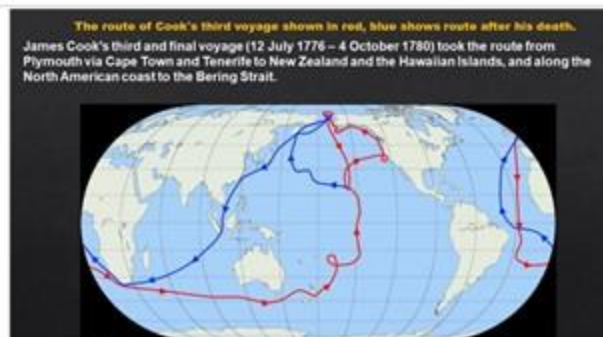 The route of Cook's third voyage shown in red, blue shows route after his death.
James Cook's third and final voyage (12 July 1776 – 4 October 1780) took the route from
Plymouth via Cape Town and Tenerife to New Zealand and the Hawaiian Islands, and along the
North American coast to the Bering Strait.